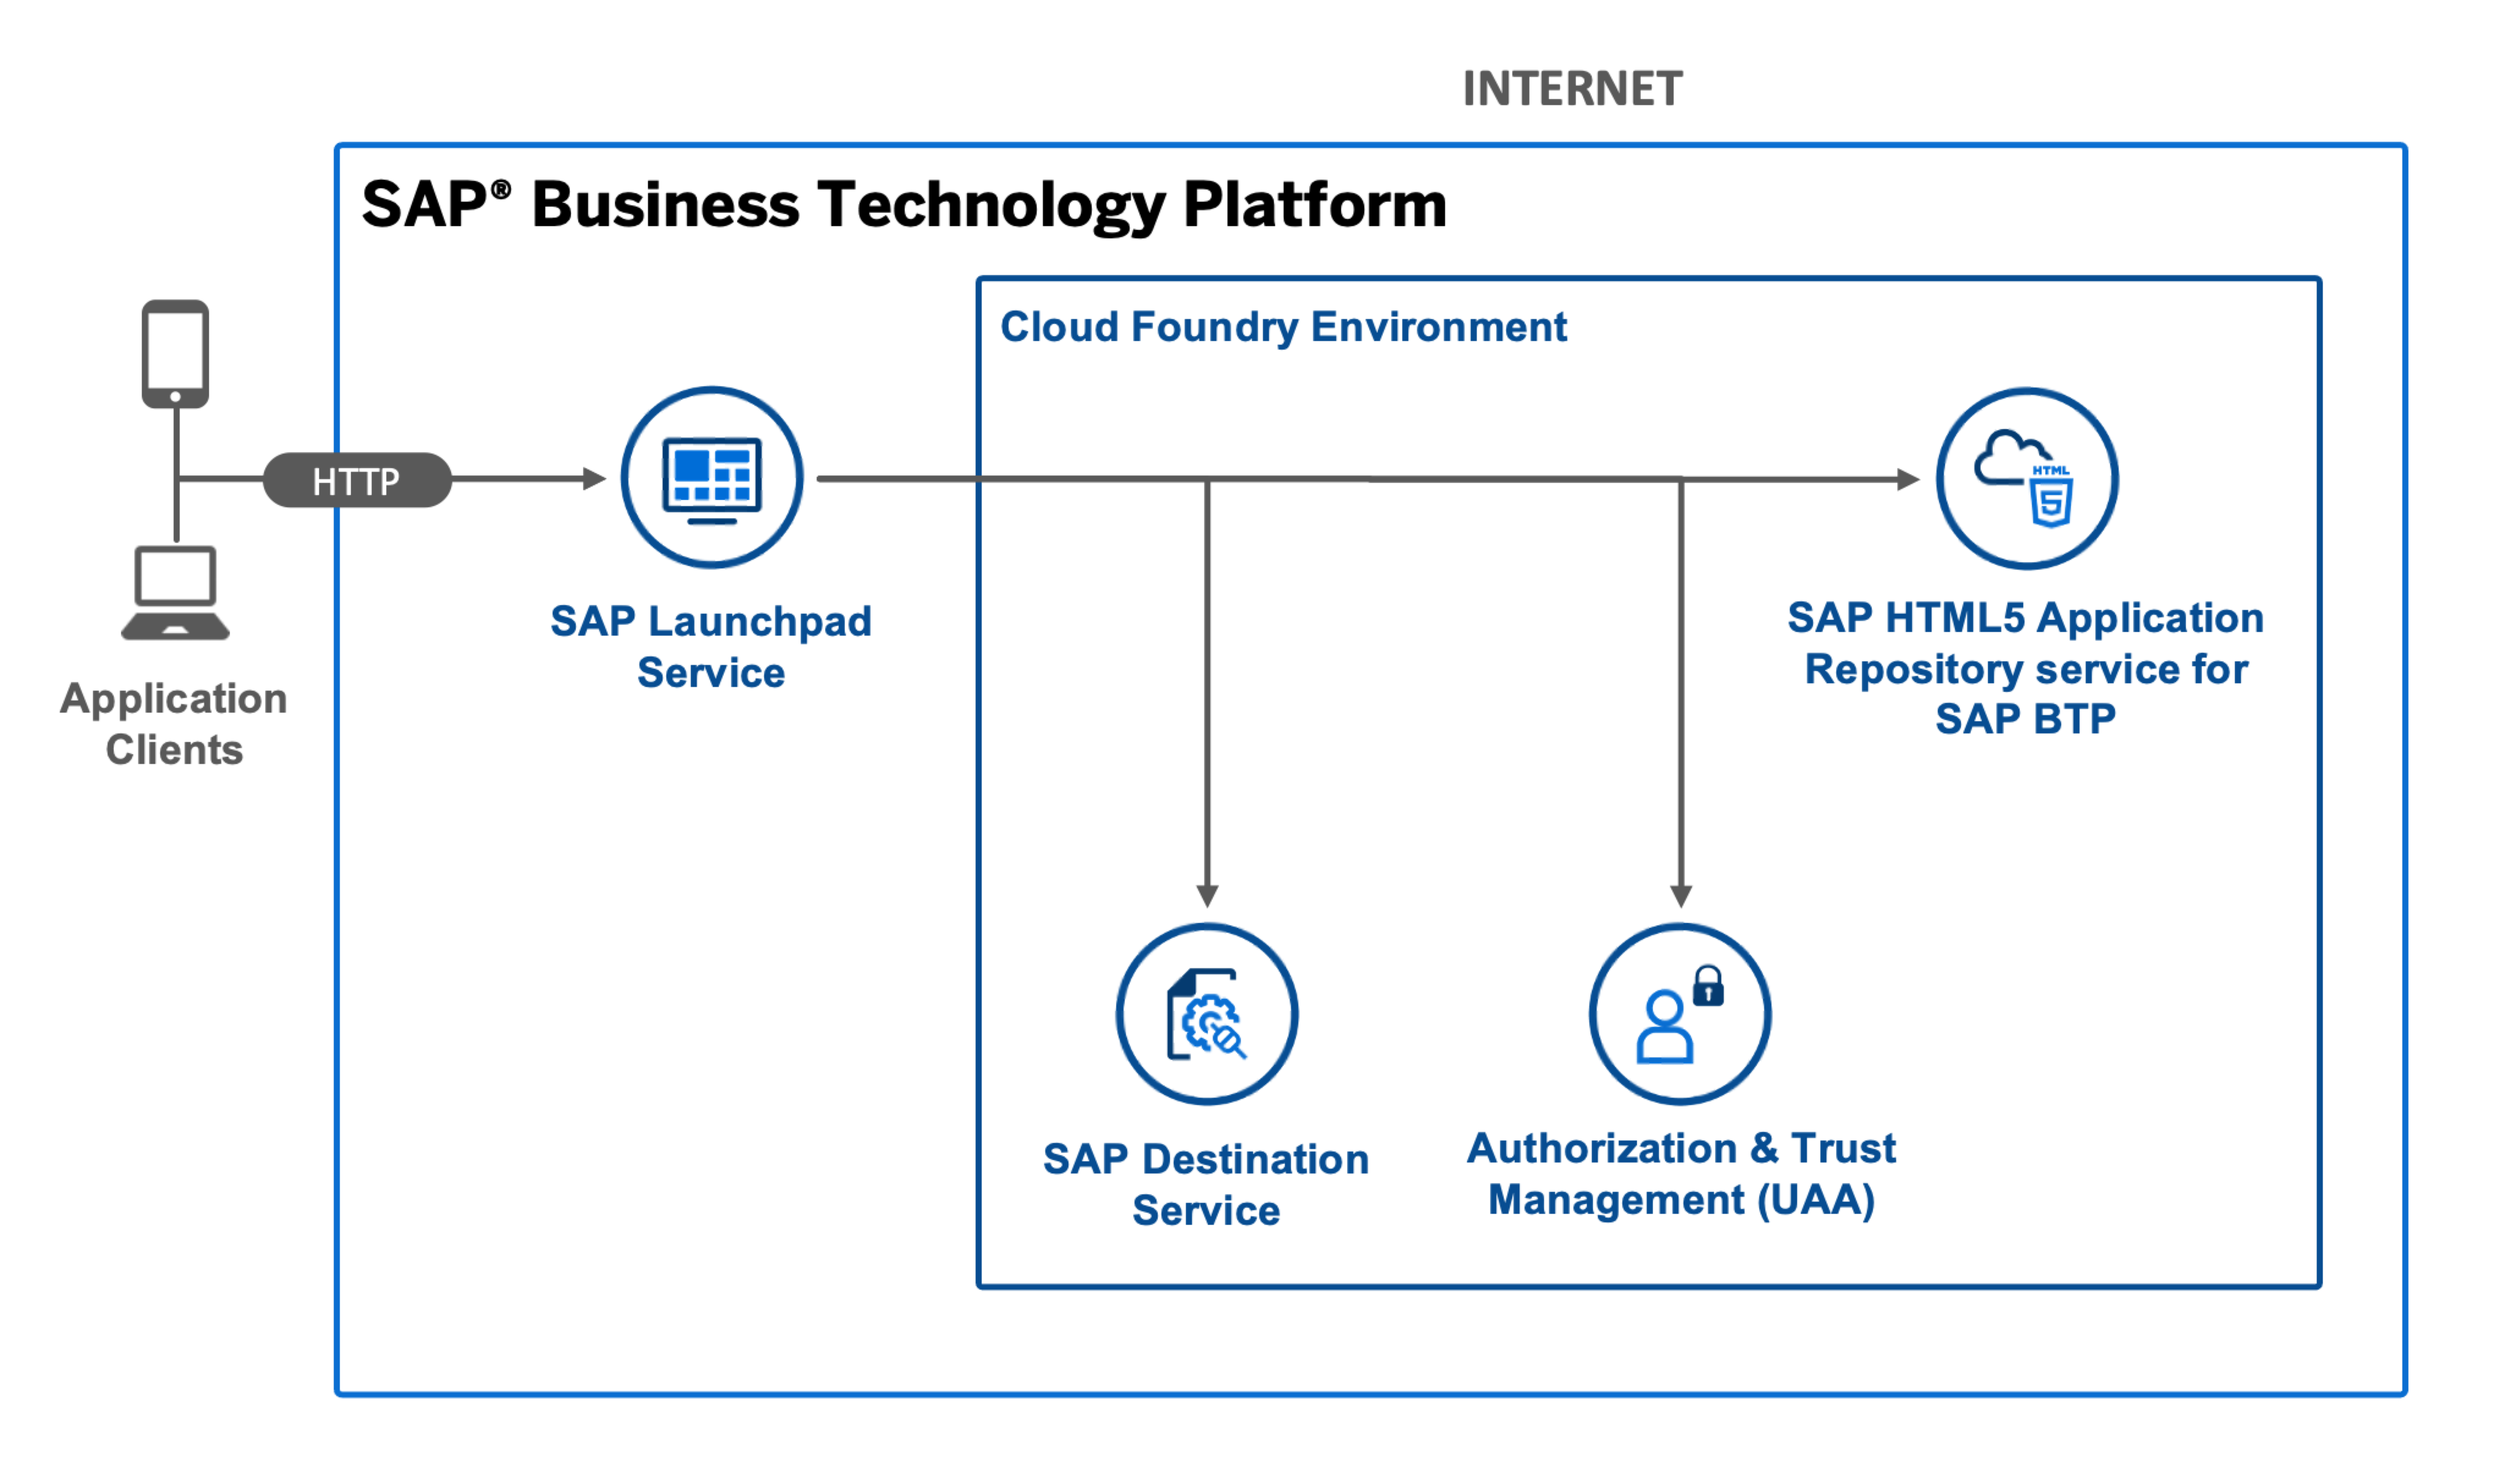 INTERNET
SAP® Business Technology Platform
Cloud Foundry Environment
HTTP
HTML
5
SAP Launchpad
Service
SAP HTML5 Application
Repository service for
SAP BTP
Application
Clients
SAP Destination
Service
Authorization & Trust
Management (UAA)